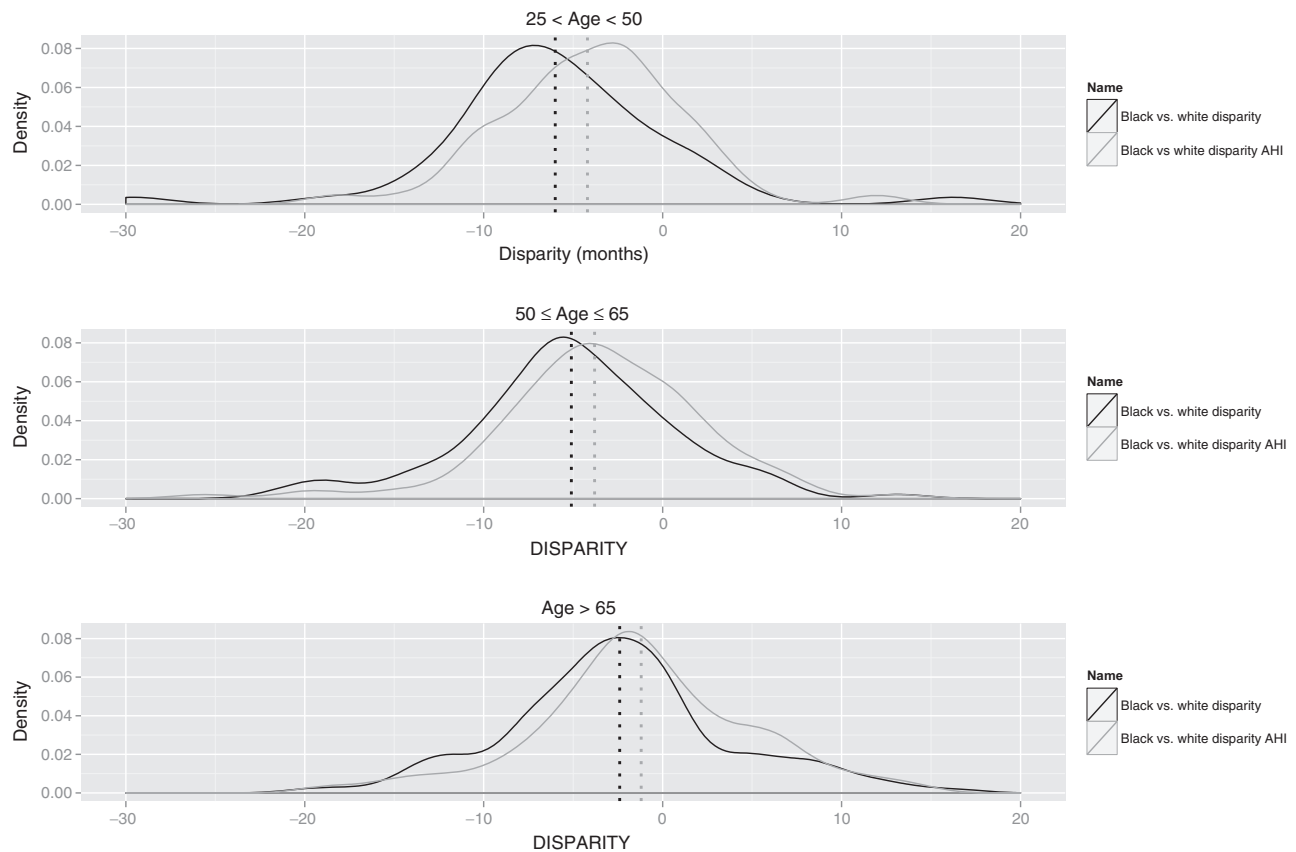 25 < Age < 50
Density
0.08
0.06
0.04
0.02
0.00
−30
−20
−10
0
10
20
Disparity (months)
Name
Black vs. white disparity
Black vs white disparity AHI
50 ≤ Age ≤ 65
Density
0.08
0.06
0.04
0.02
0.00
−30
−20
−10
0
10
20
DISPARITY
Name
Black vs. white disparity
Black vs. white disparity AHI
Age > 65
Density
0.08
0.06
0.04
0.02
0.00
−30
−20
−10
0
10
20
DISPARITY
Name
Black vs. white disparity
Black vs. white disparity AHI